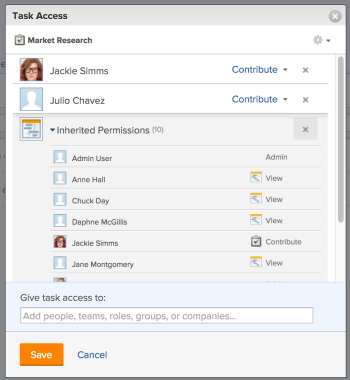 Task Access
Market Research
Jackie Simms Contribute
Julio Chavez Contribute
Inherited Permissions (10)
Admin User Admin
Anne Hall View
Chuck Day View
Daphne McGillis View
Jackie Simms Contribute
Jane Montgomery View
Give task access to:
Add people, teams, roles, groups, or companies...
Save Cancel